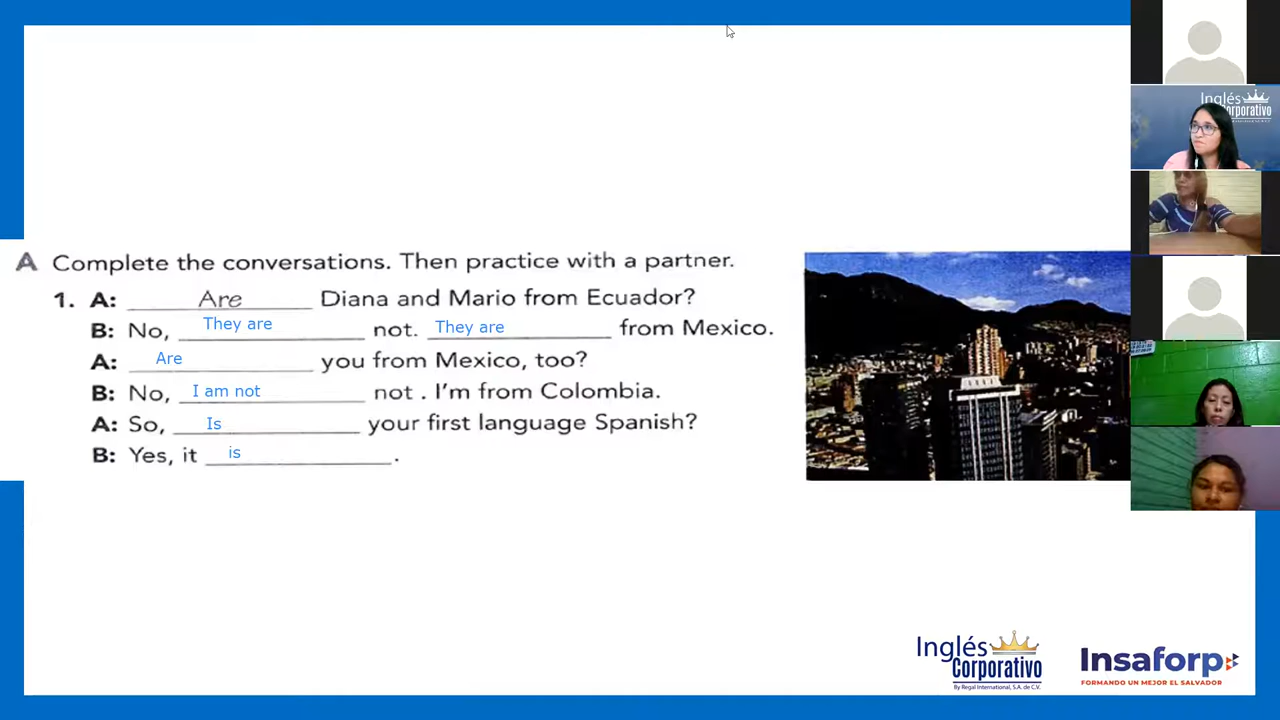 A Complete the conversations. Then practice with a partner.
1. A: Are Diana and Mario from Ecuador?
B: No, They are not. They are from Mexico.
A: Are you from Mexico, too?
B: No, I am not not . I'm from Colombia.
A: So, Is your first language Spanish?
B: Yes, it is .
Inglés
Corporativo
By Regal International, S.A. de C.V.
Insaforp
FORMANDO UN MEJOR EL SALVADOR
Inglés
Corporativo